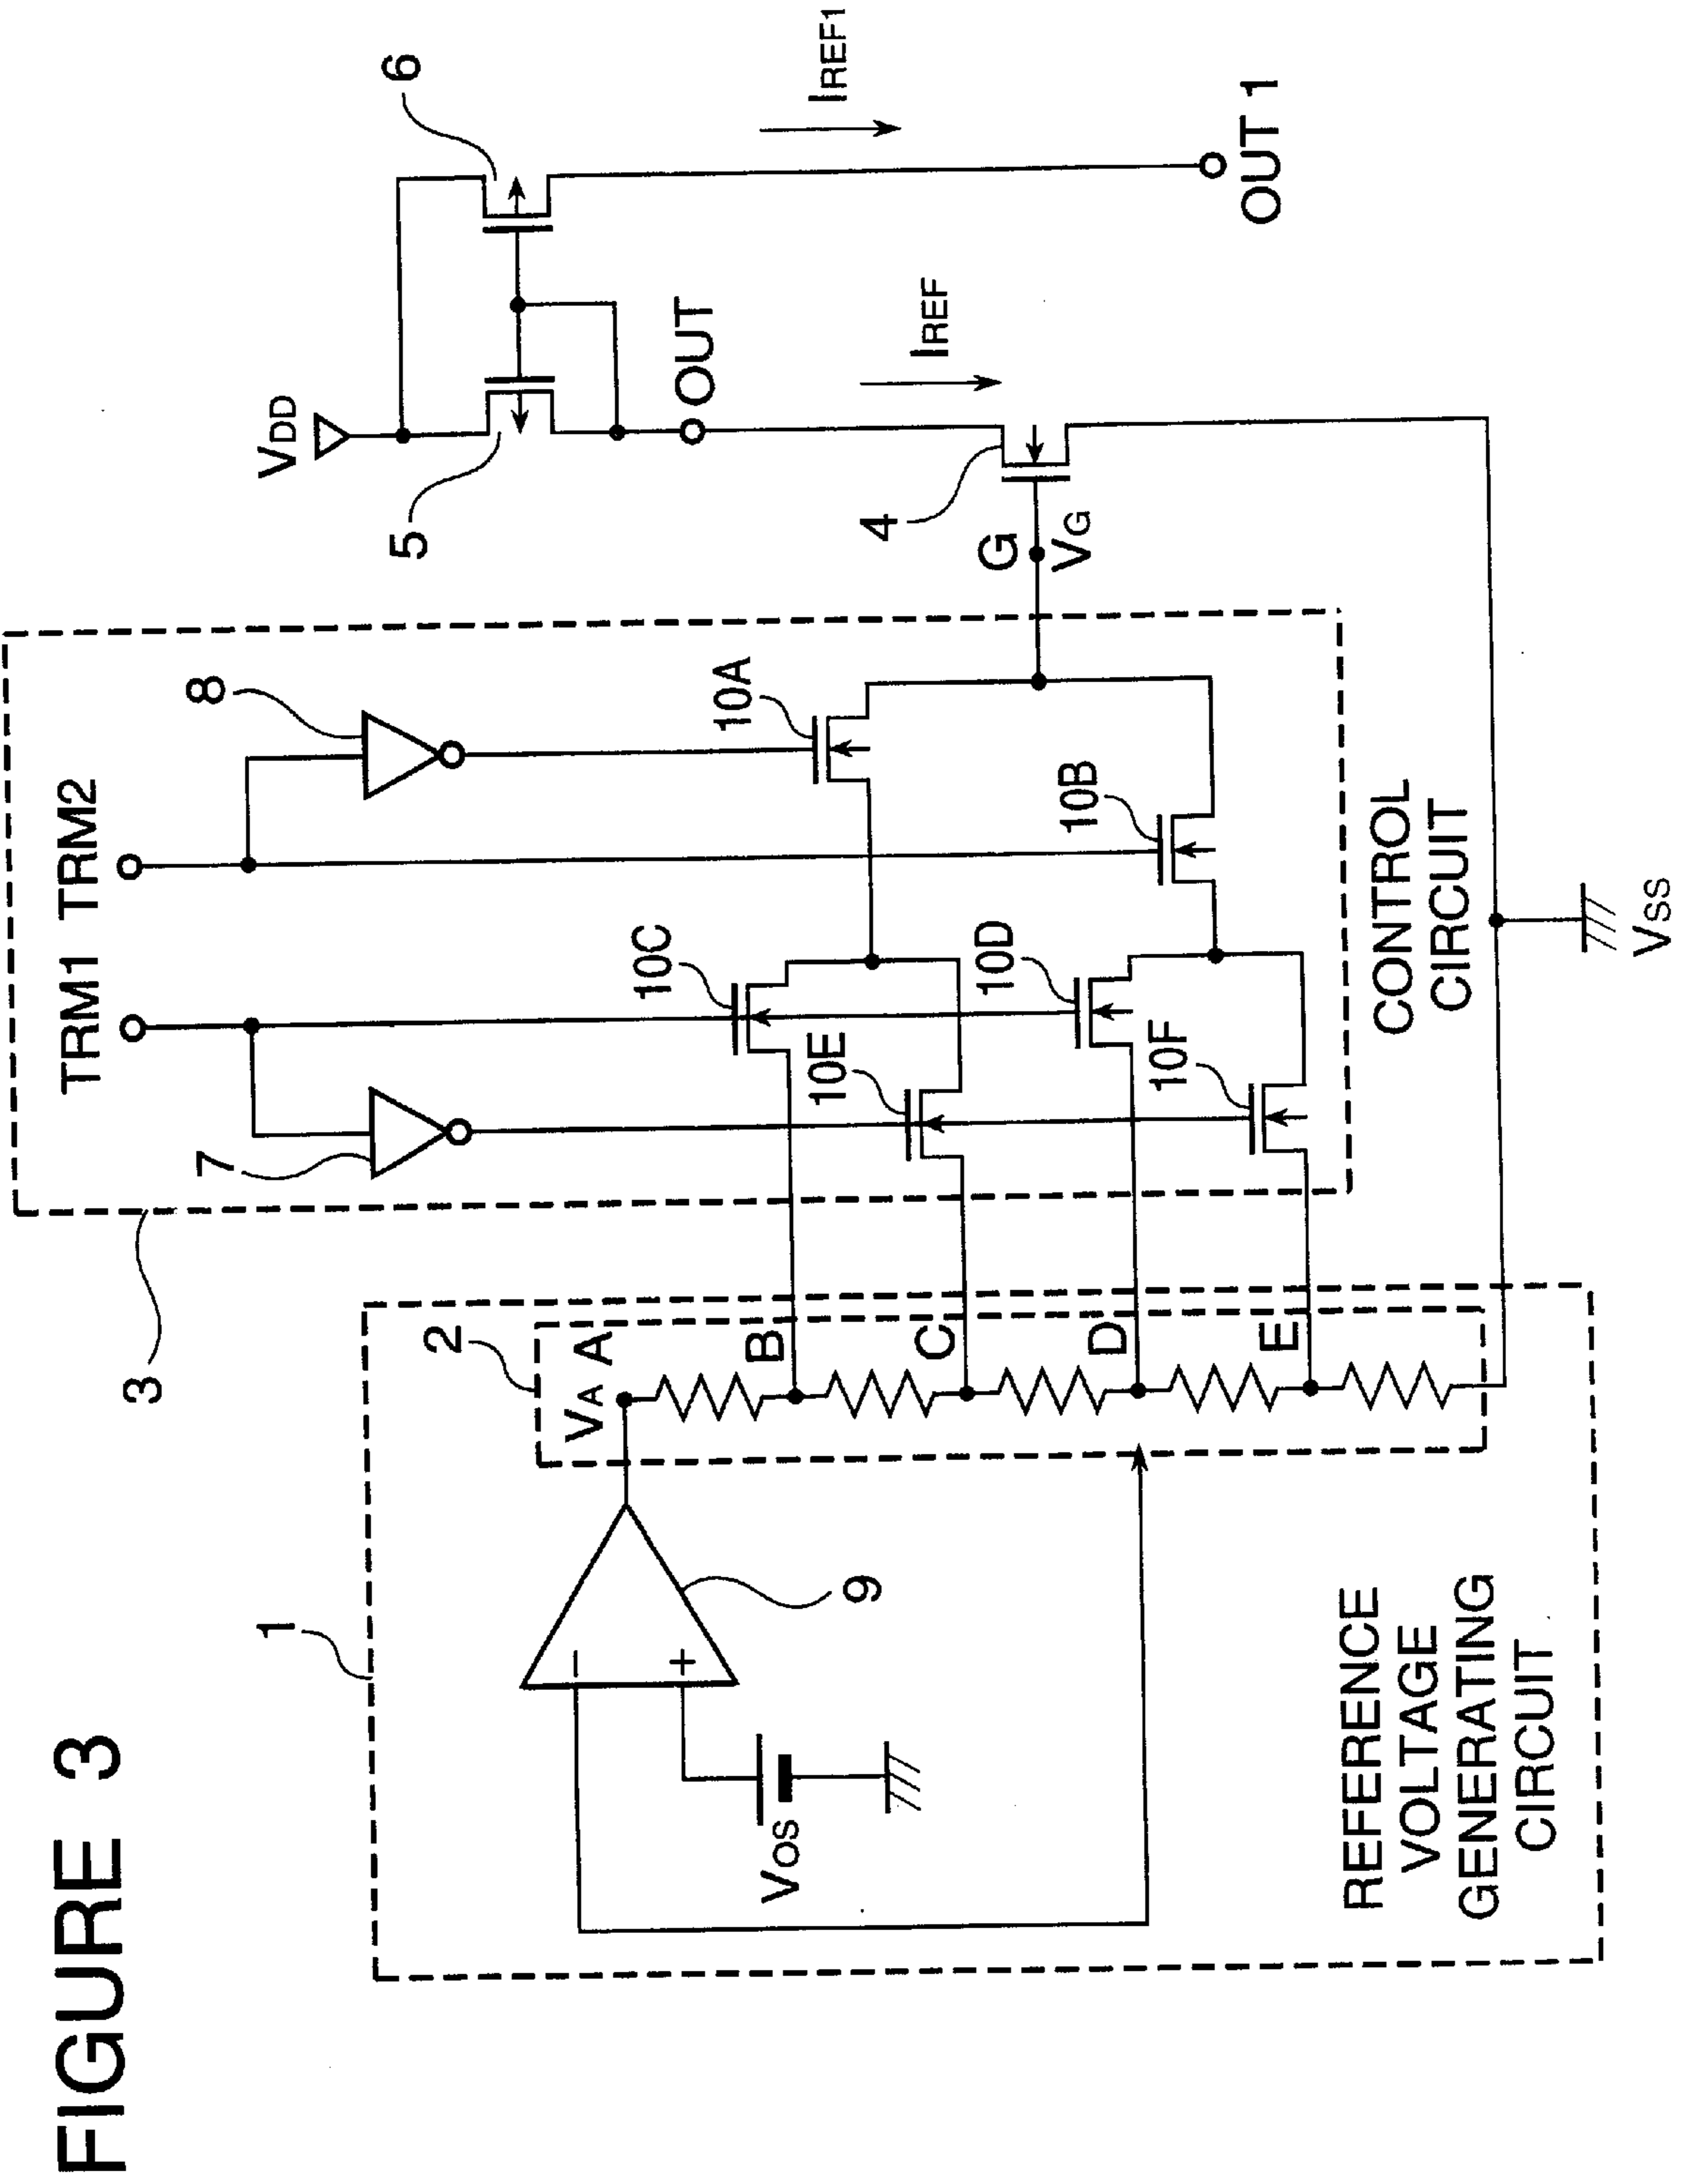 FIGURE 3
1
REFERENCE
VOLTAGE
GENERATING
CIRCUIT
VOS
−
+
9
2
VA A
B
C
D
E
3
TRM1 TRM2
7
8
10C
10E
10D
10F
10A
10B
CONTROL
CIRCUIT
VSS
G
VG
4
VDD
5
6
OUT
IREF
IREF1
OUT 1